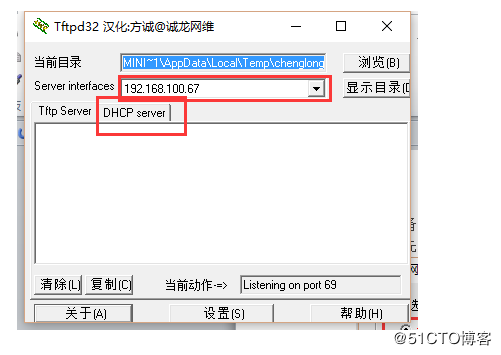 Tftpd32 汉化:方诚@诚龙网维
当前目录 MINI~1\AppData\Local\Temp\chenglong 浏览(B)
Server interfaces 192.168.100.67 显示目录(D
Tftp Server DHCP server
清除(L) 复制(C) 当前动作-=> Listening on port 69
关于(A) 设置(S) 帮助(H)
@51CTO博客